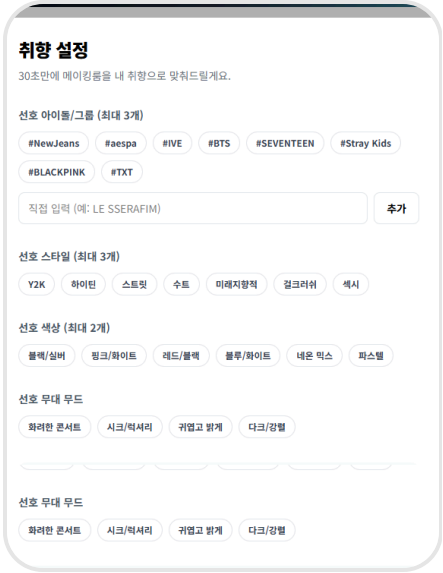 취향 설정
30초만에 메이킹룸을 내 취향으로 맞춰드릴게요.
선호 아이돌/그룹 (최대 3개)
#NewJeans #aespa #IVE #BTS #SEVENTEEN #Stray Kids
#BLACKPINK #TXT
직접 입력 (예: LE SSERAFIM) 추가
선호 스타일 (최대 3개)
Y2K 하이틴 스트릿 수트 미래지향적 걸크러쉬 섹시
선호 색상 (최대 2개)
블랙/실버 핑크/화이트 레드/블랙 블루/화이트 네온 믹스 파스텔
선호 무대 무드
화려한 콘서트 시크/럭셔리 귀엽고 밝게 다크/강렬
선호 무대 무드
화려한 콘서트 시크/럭셔리 귀엽고 밝게 다크/강렬